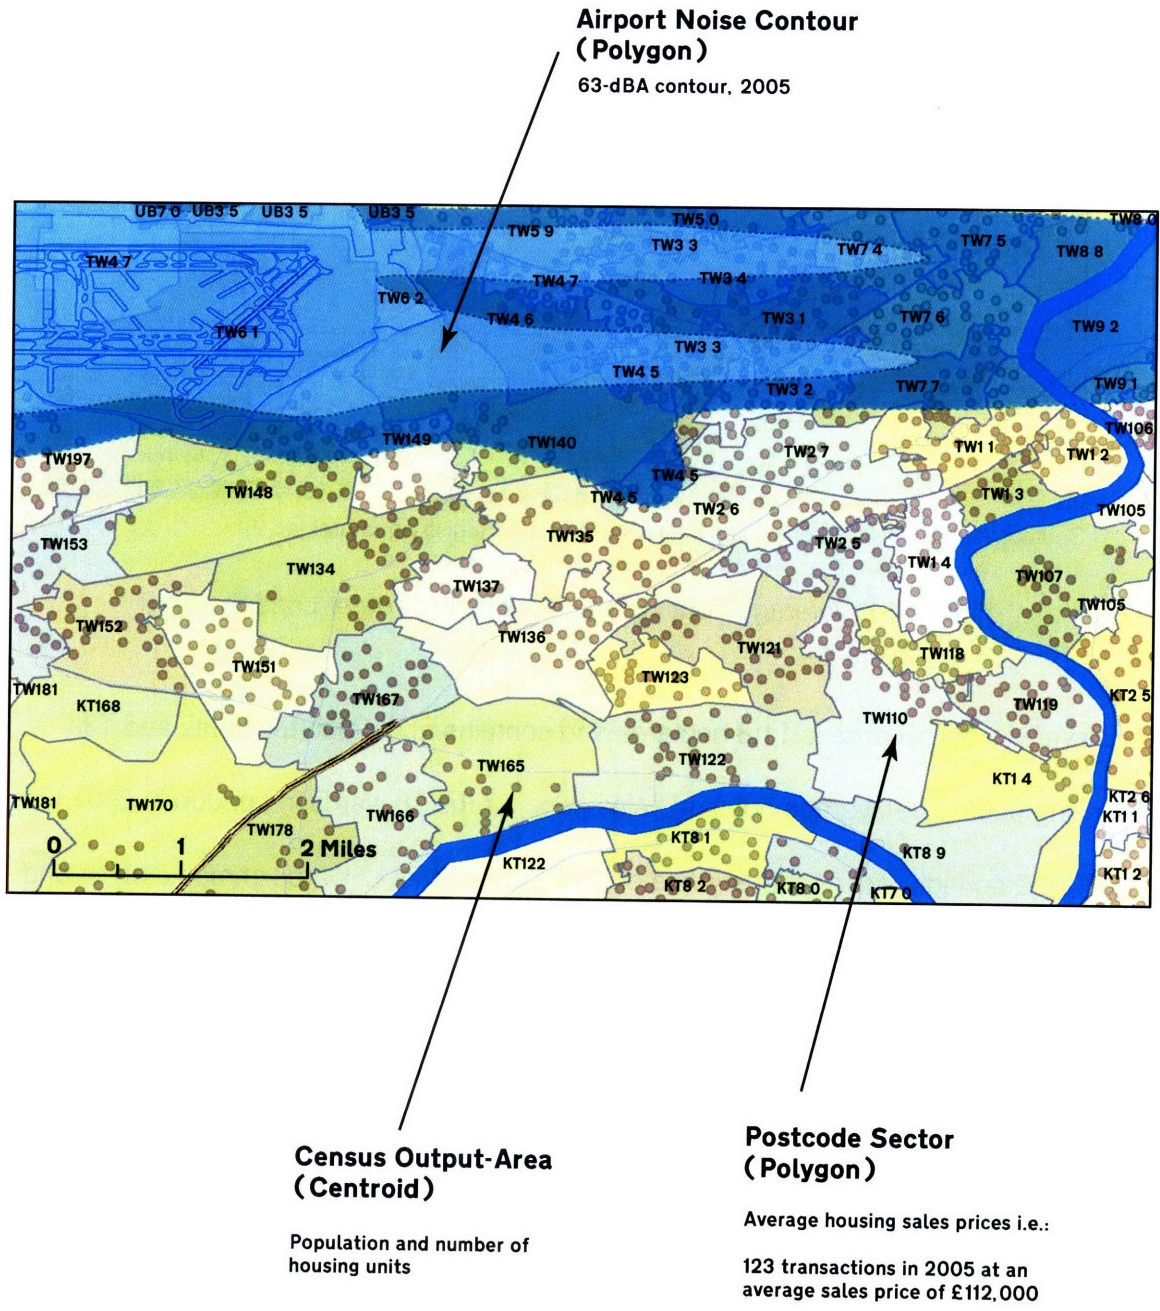 Airport Noise Contour
(Polygon)
63-dBA contour, 2005
UB7 0 UB3 5 UB3 5 UB3 5 TW5 0 TW8 0
TW5 9 TW3 3 TW7 4 TW7 5 TW8 8
TW4 7 TW4 7 TW3 4
TW6 2 TW4 6 TW3 1 TW7 6 TW9 2
TW6 1 TW3 3
TW4 5 TW3 2 TW7 7 TW9 1
TW149 TW140 TW2 7 TW1 1 TW1 2 TW106
TW197 TW148 TW4 5 TW4 5 TW2 6 TW1 3 TW105
TW153 TW134 TW135 TW2 5 TW1 4
TW137 TW107 TW105
TW152 TW136 TW121 TW118
TW151 TW123
TW181 KT168 TW167 TW110 TW119 KT2 5
TW165 TW122 KT1 4
TW181 TW170 TW178 TW166 KT2 6
KT1 1
0 1 2 Miles
KT122 KT8 1 KT8 9 KT1 2
KT8 2 KT8 0 KT7 0
Census Output-Area
(Centroid)
Population and number of
housing units
Postcode Sector
(Polygon)
Average housing sales prices i.e.:
123 transactions in 2005 at an
average sales price of £112,000